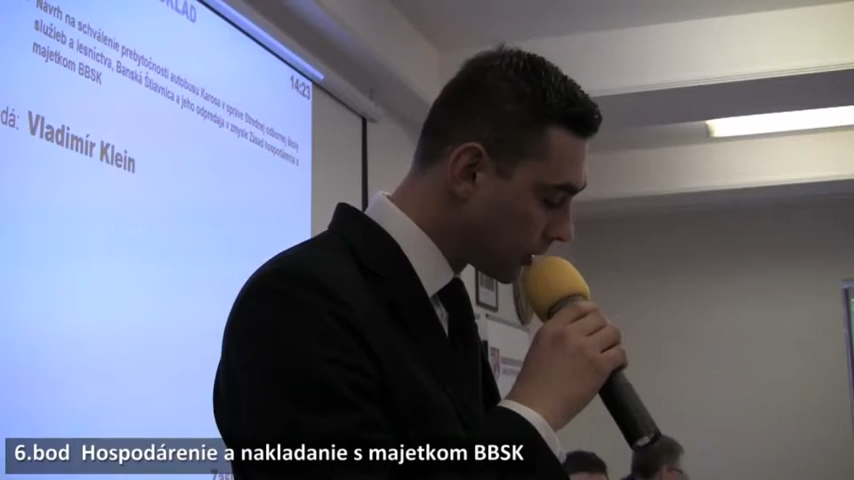 KLAD
Návrh na schválenie prebytočnosti autobusu Karosa v správe Strednej odbornej školy
služieb a lesníctva, Banská Štiavnica a jeho odpredaja v zmysle Zásad hospodárenia s
majetkom BBSK
14:23
dá: Vladimír Klein
6.bod Hospodárenie a nakladanie s majetkom BBSK